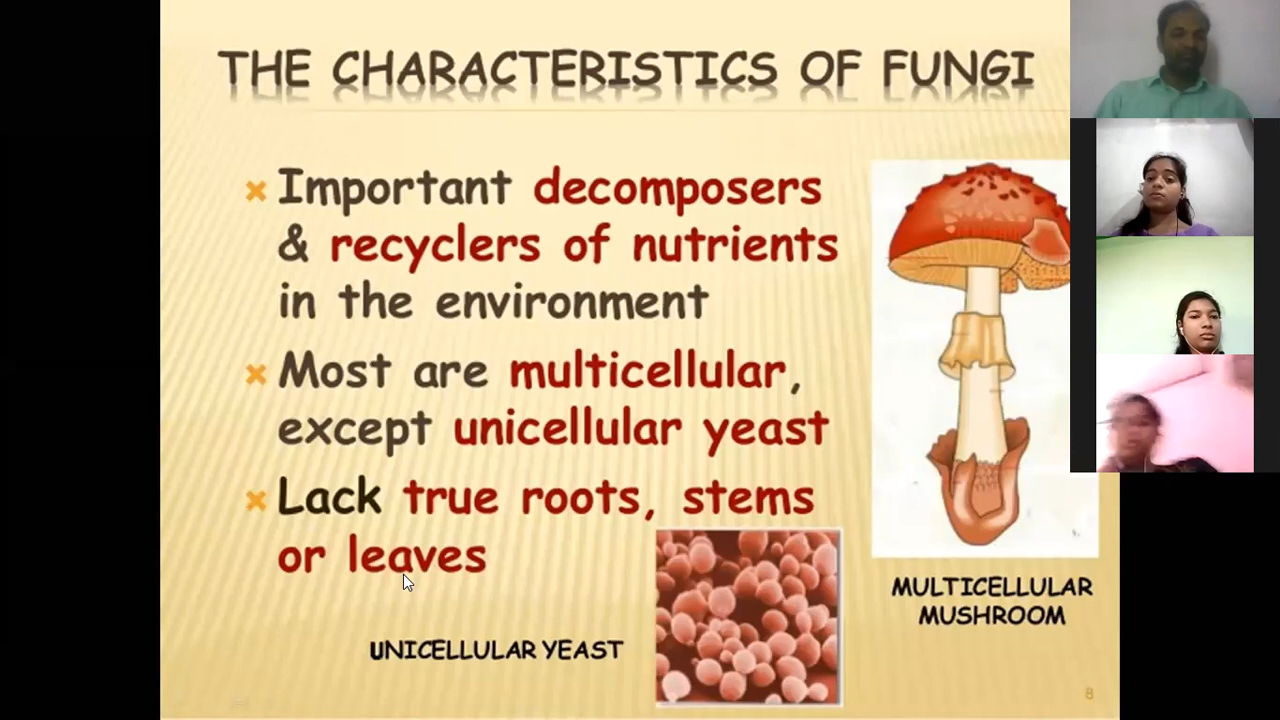 THE CHARACTERISTICS OF FUNGI
Important decomposers
& recyclers of nutrients
in the environment
Most are multicellular,
except unicellular yeast
Lack true roots, stems
or leaves
MULTICELLULAR
MUSHROOM
UNICELLULAR YEAST
8